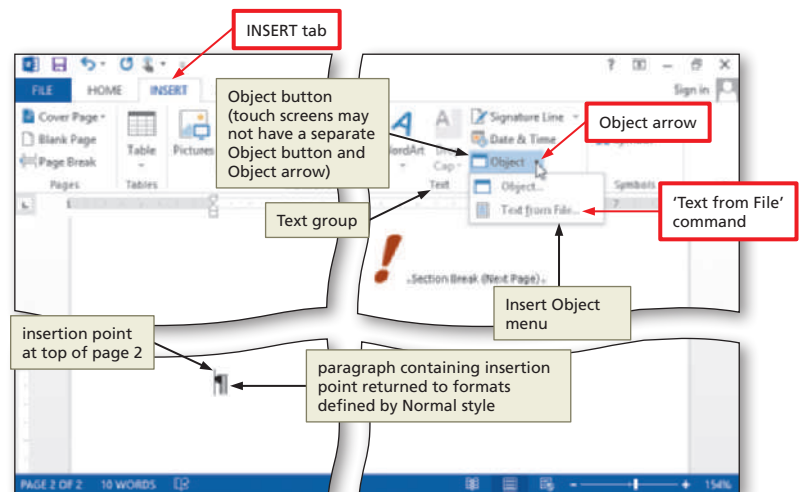 INSERT tab
FILE HOME INSERT
? Sign in
Cover Page
Blank Page
Page Break
Pages
Table
Tables
Pictures
Object button
(touch screens may
not have a separate
Object button and
Object arrow)
Signature Line
Date & Time
Object
Cap
Text
Object arrow
Symbols
Object...
Text from File...
'Text from File'
command
Text group
Section Break (Next Page)
Insert Object
menu
insertion point
at top of page 2
paragraph containing insertion
point returned to formats
defined by Normal style
PAGE 2 OF 2 10 WORDS
154%